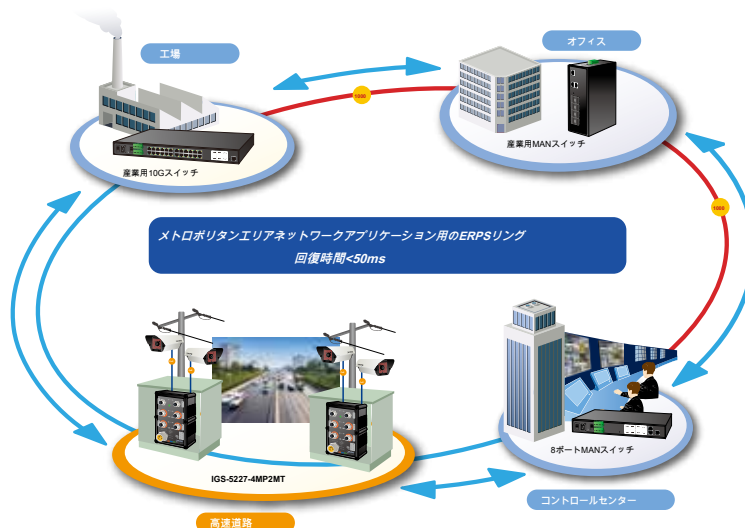 工場
オフィス
1000
産業用10Gスイッチ
産業用MANスイッチ
1000
メトロポリタンエリアネットワークアプリケーション用のERPSリング
回復時間<50ms
IGS-5227-4MP2MT
8ポートMANスイッチ
高速道路
コントロールセンター